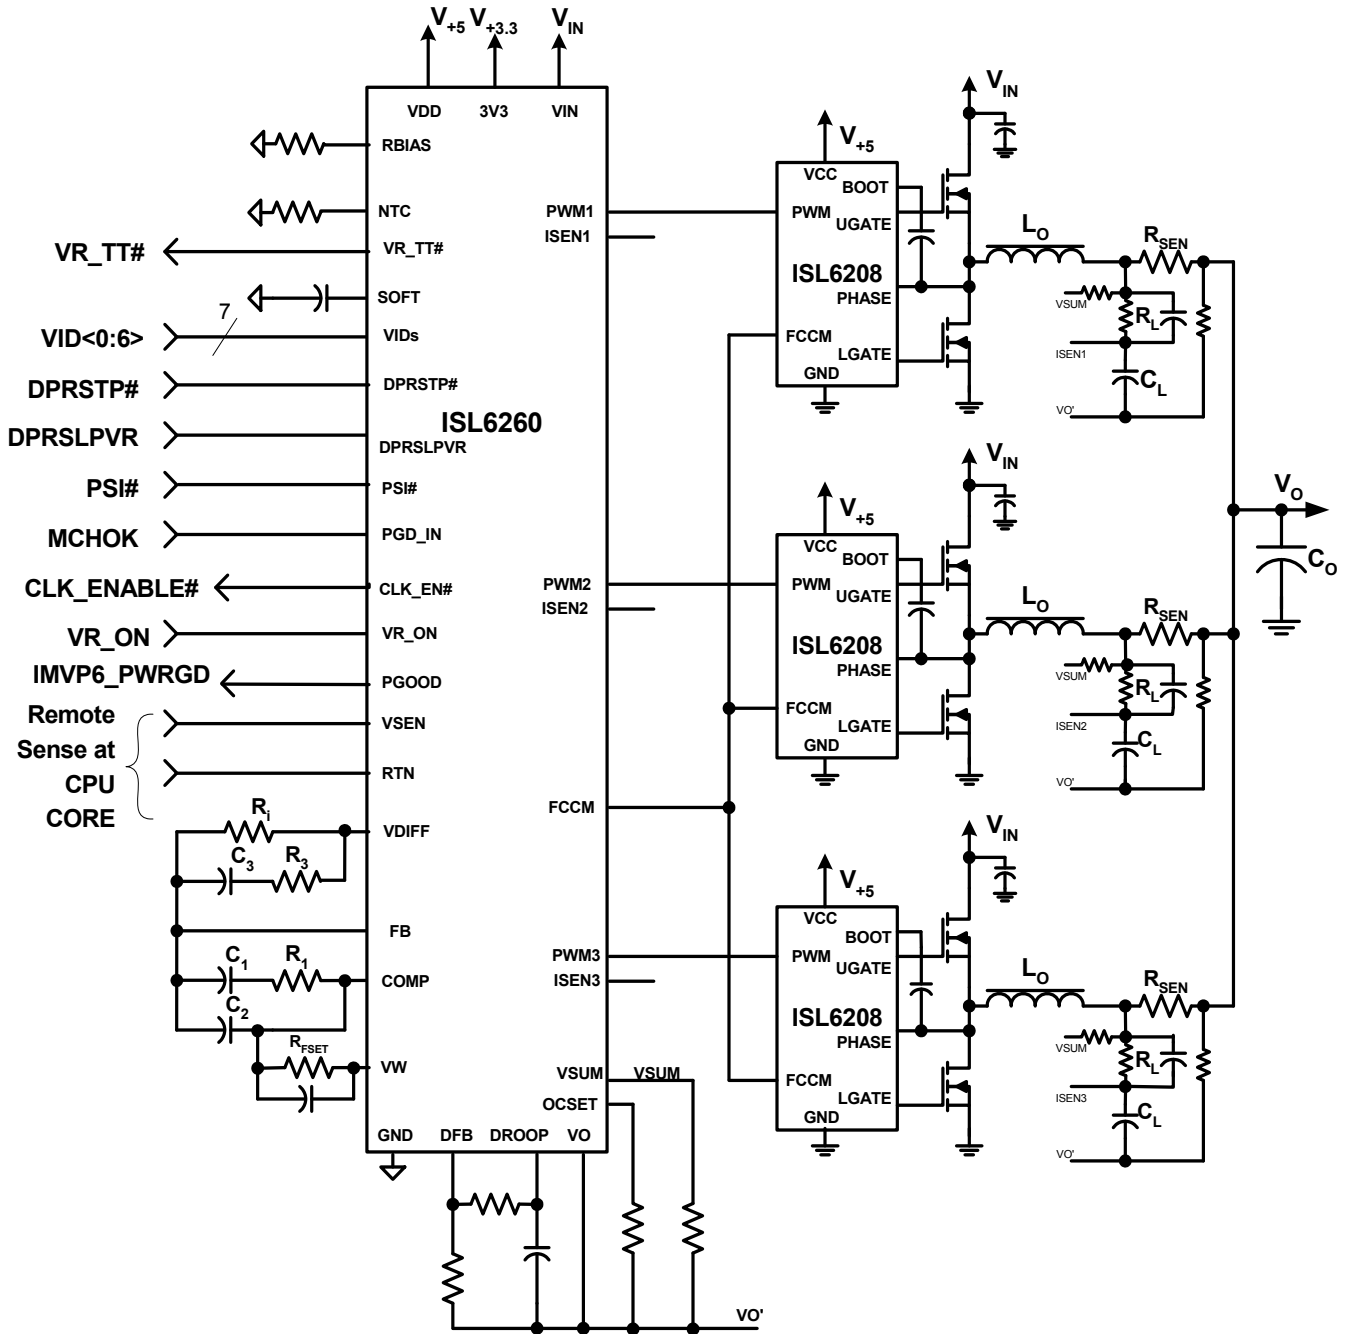 V+5
V+3.3
VIN
VDD
3V3
VIN
RBIAS
NTC
VR_TT#
VR_TT#
SOFT
7
VID<0:6>
VIDs
DPRSTP#
DPRSTP#
ISL6260
DPRSLPVR
DPRSLPVR
PSI#
PSI#
MCHOK
PGD_IN
CLK_ENABLE#
CLK_EN#
VR_ON
VR_ON
IMVP6_PWRGD
PGOOD
Remote
Sense at
CPU
CORE
VSEN
RTN
Ri
VDIFF
C3
R3
FB
C1
R1
COMP
C2
RFSET
VW
GND
DFB
DROOP
VO
PWM1
ISEN1
PWM2
ISEN2
FCCM
PWM3
ISEN3
VSUM
VSUM
OCSET
VO'
VIN
V+5
VCC
BOOT
PWM
UGATE
ISL6208
PHASE
FCCM
LGATE
GND
LO
RSEN
VSUM
RL
ISEN1
CL
VO'
VIN
V+5
VCC
BOOT
PWM
UGATE
ISL6208
PHASE
FCCM
LGATE
GND
LO
RSEN
VSUM
RL
ISEN2
CL
VO'
VO
CO
VIN
V+5
VCC
BOOT
PWM
UGATE
ISL6208
PHASE
FCCM
LGATE
GND
LO
RSEN
VSUM
RL
ISEN3
CL
VO'